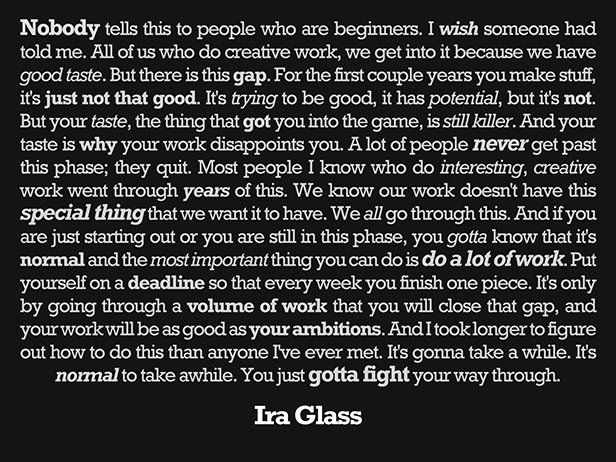 Nobody tells this to people who are beginners. I wish someone had
told me. All of us who do creative work, we get into it because we have
good taste. But there is this gap. For the first couple years you make stuff,
it's just not that good. It's trying to be good, it has potential, but it's not.
But your taste, the thing that got you into the game, is still killer. And your
taste is why your work disappoints you. A lot of people never get past
this phase; they quit. Most people I know who do interesting, creative
work went through years of this. We know our work doesn't have this
special thing that we want it to have. We all go through this. And if you
are just starting out or you are still in this phase, you gotta know that it's
normal and the most important thing you can do is do a lot of work. Put
yourself on a deadline so that every week you finish one piece. It's only
by going through a volume of work that you will close that gap, and
your work will be as good as your ambitions. And I took longer to figure
out how to do this than anyone I've ever met. It's gonna take a while. It's
normal to take awhile. You just gotta fight your way through.
Ira Glass